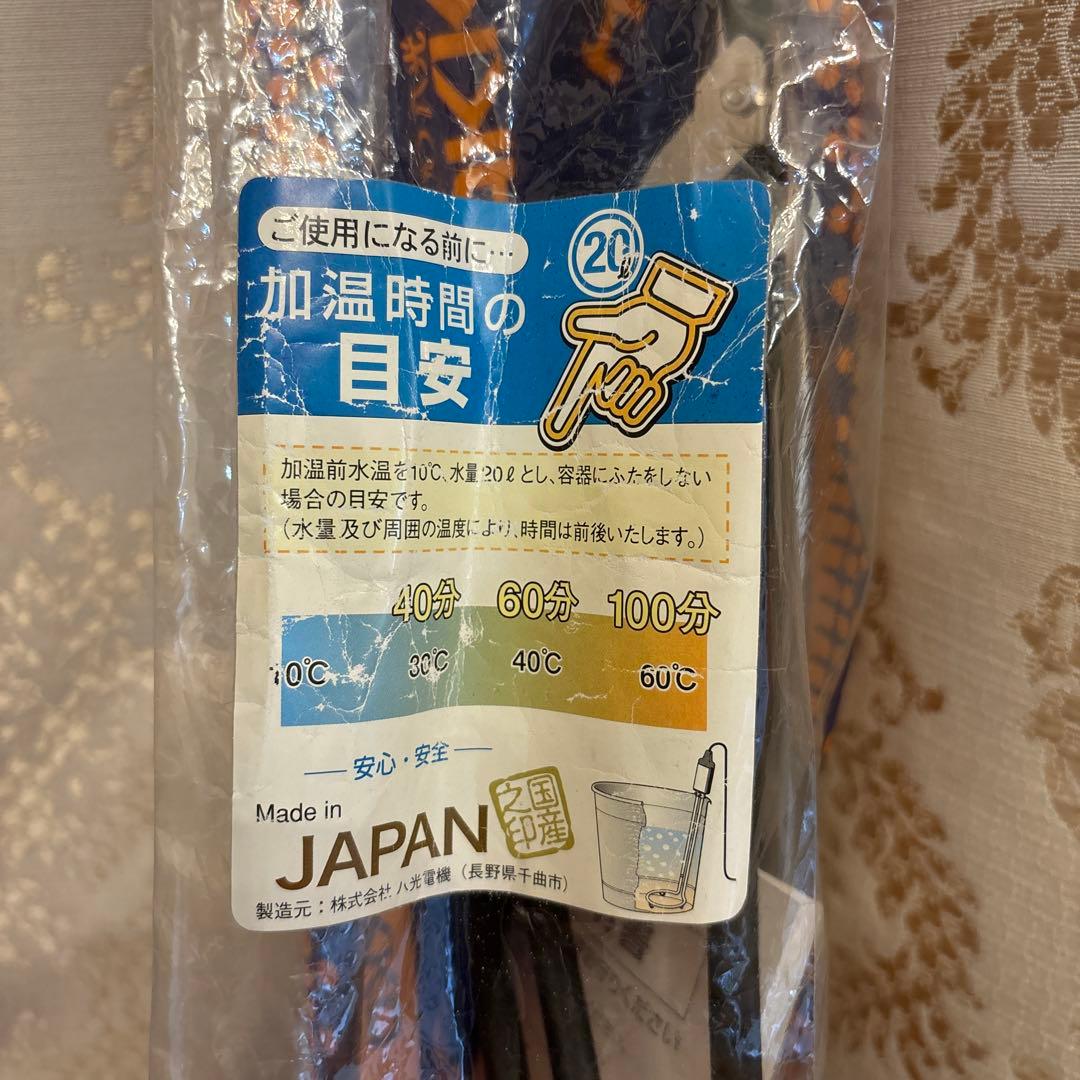 ご使用になる前に…
加温時間の
目安
20ℓ
加温前水温を10℃、水量20ℓとし、容器にふたをしない
場合の目安です。
(水量及び周囲の温度により、時間は前後いたします。)
40分 60分 100分
10℃ 30℃ 40℃ 60℃
安心・安全
Made in
JAPAN
国産之印
製造元:株式会社 八光電機(長野県千曲市)